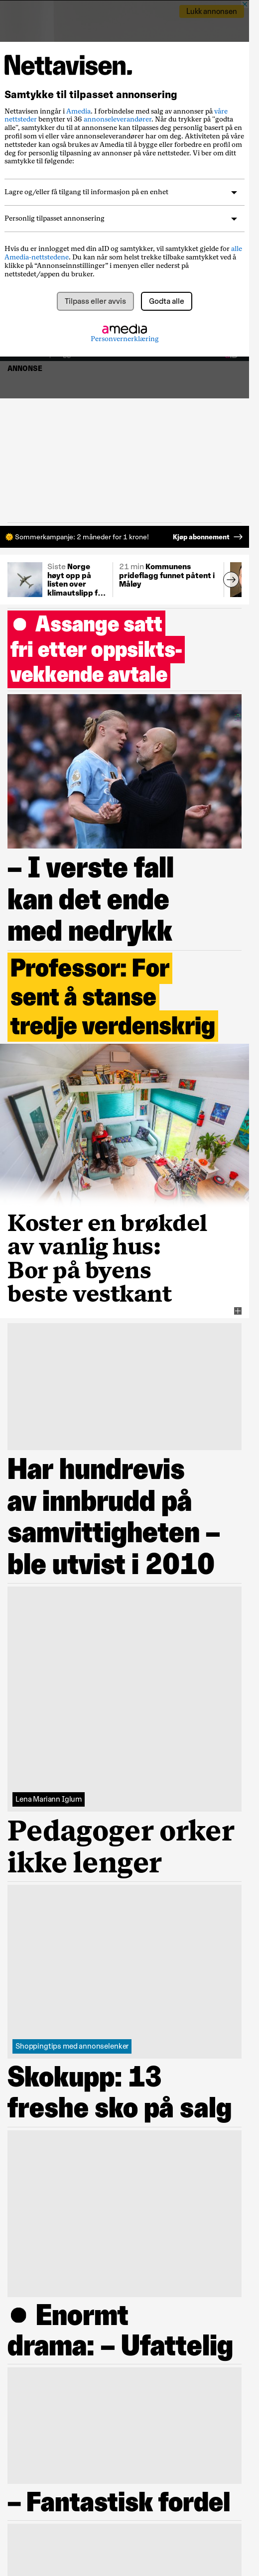 Lukk annonsen
Nettavisen.
Samtykke til tilpasset annonsering
Nettavisen inngår i Amedia. I forbindelse med salg av annonser på våre
nettsteder benytter vi 36 annonseleverandører. Når du trykker på "godta
alle", samtykker du til at annonsene kan tilpasses deg personlig basert på en
profil som vi eller våre annonseleverandører har om deg. Aktiviteten på våre
nettsteder kan også brukes av Amedia til å bygge eller forbedre en profil om
deg for personlig tilpasning av annonser på våre nettsteder. Vi ber om ditt
samtykke til følgende:
Lagre og/eller få tilgang til informasjon på en enhet
Personlig tilpasset annonsering
Hvis du er innlogget med din aID og samtykker, vil samtykket gjelde for alle
Amedia-nettstedene. Du kan når som helst trekke tilbake samtykket ved å
klikke på “Annonseinnstillinger” i menyen eller nederst på
nettstedet/appen du bruker.
Tilpass eller avvis
Godta alle
amedia
Personvernerklæring
ANNONSE
Sommerkampanje: 2 måneder for 1 krone!
Kjøp abonnement
Siste Norge
høyt opp på
listen over
klimautslipp f...
21 min Kommunens
prideflagg funnet påtent i
Måløy
Assange satt
fri etter oppsikts-
vekkende avtale
– I verste fall
kan det ende
med nedrykk
Professor: For
sent å stanse
tredje verdenskrig
Koster en brøkdel
av vanlig hus:
Bor på byens
beste vestkant
Har hundrevis
av innbrudd på
samvittigheten –
ble utvist i 2010
Lena Mariann Iglum
Pedagoger orker
ikke lenger
Shoppingtips med annonselenker
Skokupp: 13
freshe sko på salg
Enormt
drama: – Ufattelig
– Fantastisk fordel